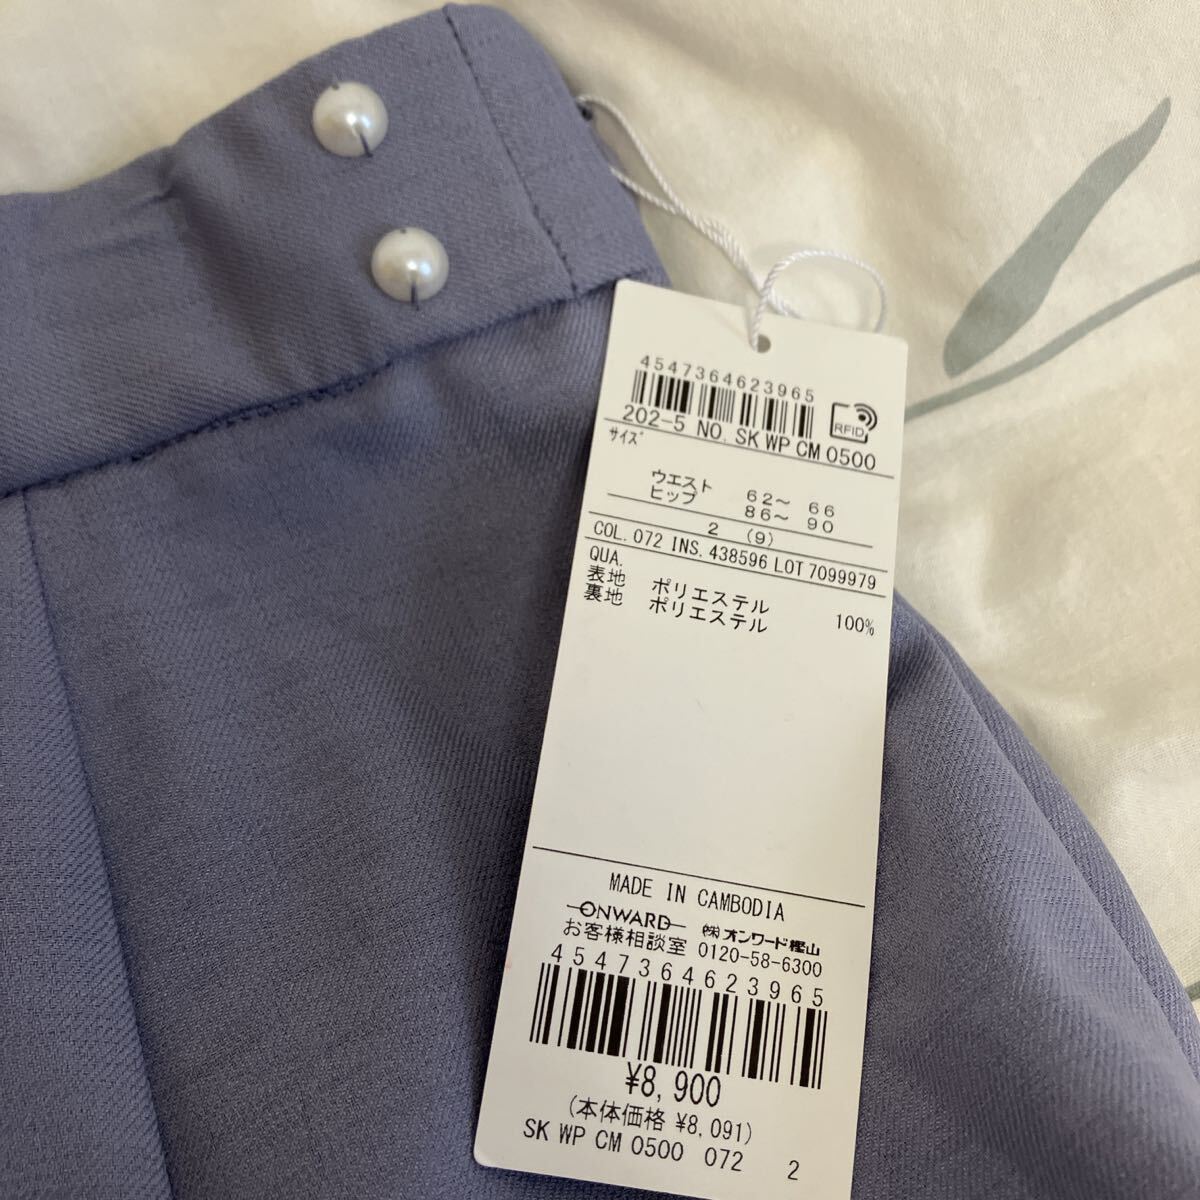 4547364623965
RFID
202-5 NO. SK WP CM 0500
サイズ
ウエスト 62～ 66
ヒップ 86～ 90
2 (9)
COL. 072 INS. 438596 LOT 7099979
QUA.
表地 ポリエステル 100%
裏地 ポリエステル
MADE IN CAMBODIA
ONWARD ㈱オンワード樫山
お客様相談室 0120-58-6300
4547364623965
¥8,900
(本体価格 ¥8,091)
SK WP CM 0500 072 2